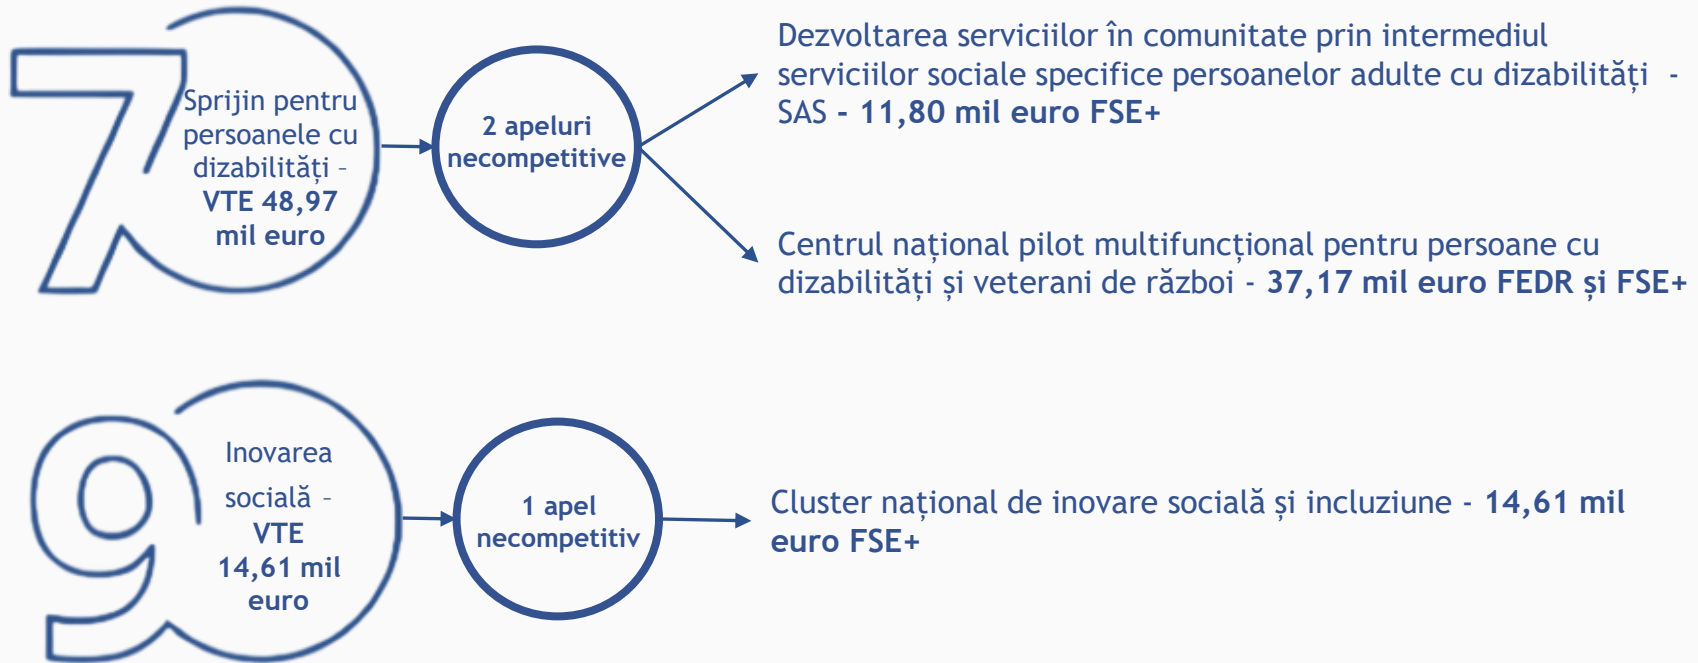 7
Sprijin pentru
persoanele cu
dizabilități –
VTE 48,97
mil euro
2 apeluri
necompetitive
Dezvoltarea serviciilor în comunitate prin intermediul
serviciilor sociale specifice persoanelor adulte cu dizabilități -
SAS - 11,80 mil euro FSE+
Centrul național pilot multifuncțional pentru persoane cu
dizabilități și veterani de război - 37,17 mil euro FEDR și FSE+
9
Inovarea
socială –
VTE
14,61 mil
euro
1 apel
necompetitiv
Cluster național de inovare socială și incluziune - 14,61 mil
euro FSE+